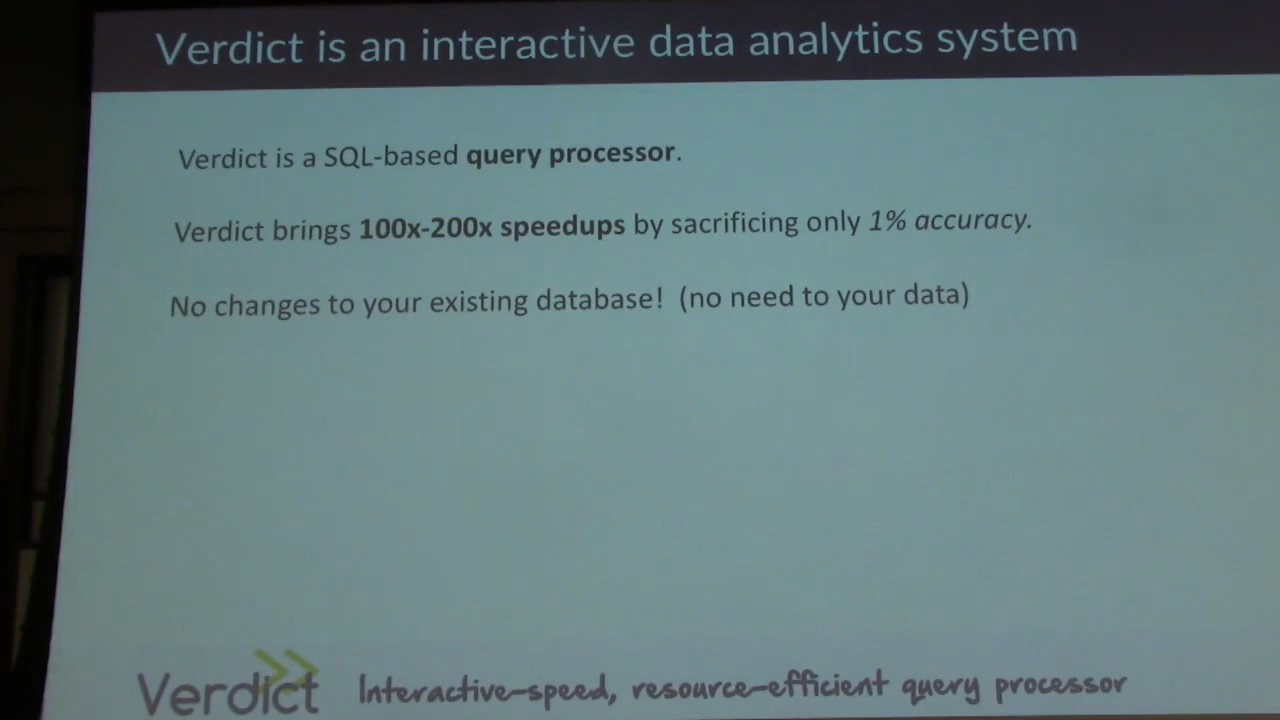 Verdict is an interactive data analytics system
Verdict is a SQL-based query processor.
Verdict brings 100x-200x speedups by sacrificing only 1% accuracy.
No changes to your existing database! (no need to your data)
Verdict Interactive-speed, resource-efficient query processor